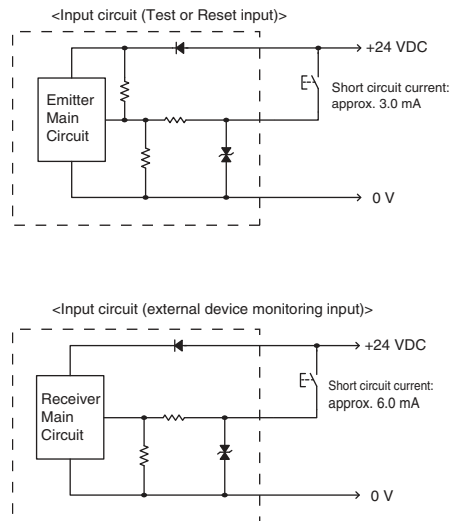 <Input circuit (Test or Reset input)>
+24 VDC
Emitter
Main
Circuit
Short circuit current:
approx. 3.0 mA
0 V
<Input circuit (external device monitoring input)>
+24 VDC
Receiver
Main
Circuit
Short circuit current:
approx. 6.0 mA
0 V